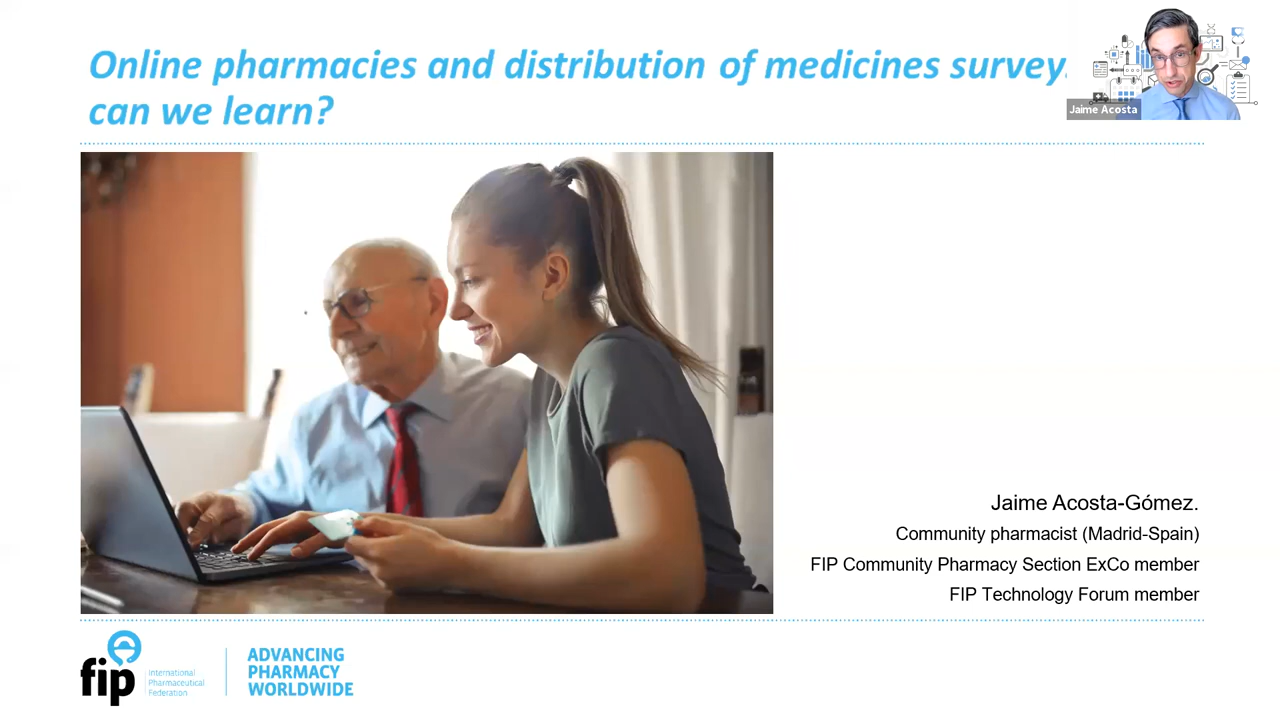 Online pharmacies and distribution of medicines survey
can we learn?
Jaime Acosta
Jaime Acosta-Gómez.
Community pharmacist (Madrid-Spain)
FIP Community Pharmacy Section ExCo member
FIP Technology Forum member
fip
International
Pharmaceutical
Federation
ADVANCING
PHARMACY
WORLDWIDE